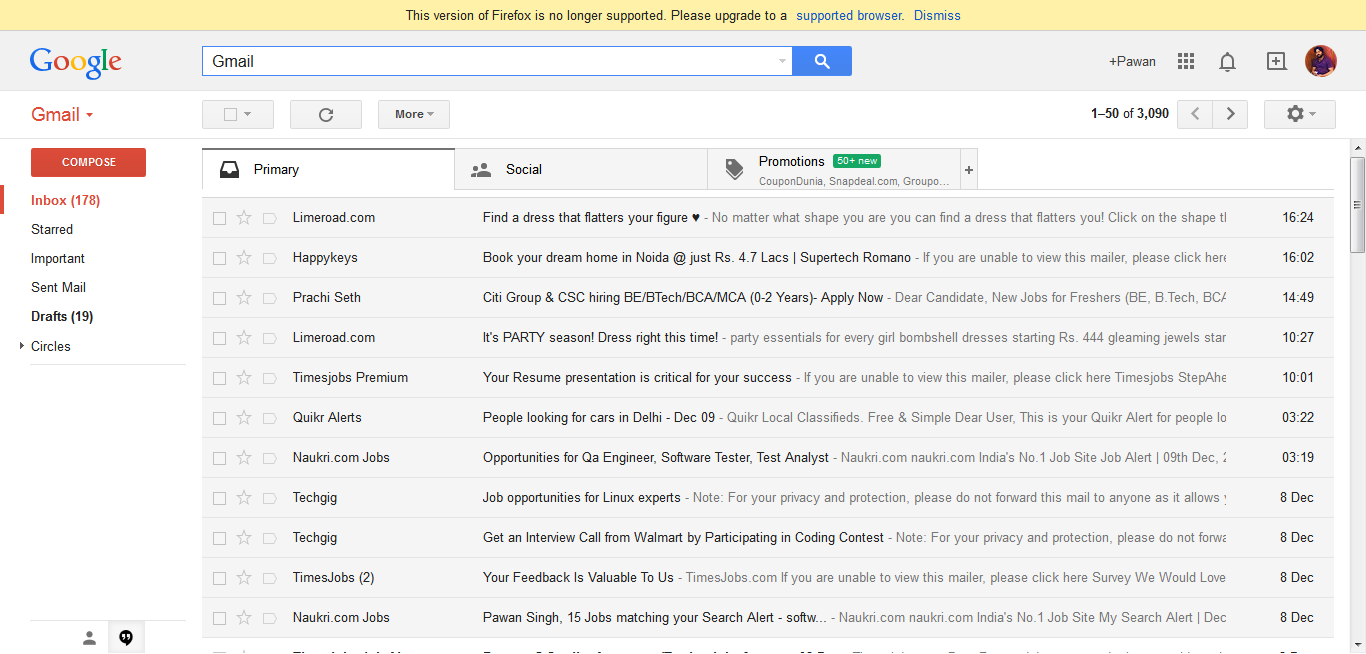 This version of Firefox is no longer supported. Please upgrade to a supported browser. Dismiss
Google
Gmail
+Pawan
Gmail
More
1–50 of 3,090
COMPOSE
Inbox (178)
Starred
Important
Sent Mail
Drafts (19)
Circles
Primary
Social
Promotions 50+ new
CouponDunia, Snapdeal.com, Groupo...
Limeroad.com Find a dress that flatters your figure ♥ - No matter what shape you are you can find a dress that flatters you! Click on the shape 16:24
Happykeys Book your dream home in Noida @ just Rs. 4.7 Lacs | Supertech Romano - If you are unable to view this mailer, please click here 16:02
Prachi Seth Citi Group & CSC hiring BE/BTech/BCA/MCA (0-2 Years)- Apply Now - Dear Candidate, New Jobs for Freshers (BE, B.Tech, BCA 14:49
Limeroad.com It's PARTY season! Dress right this time! - party essentials for every girl bombshell dresses starting Rs. 444 gleaming jewels star 10:27
Timesjobs Premium Your Resume presentation is critical for your success - If you are unable to view this mailer, please click here Timesjobs StepAhe 10:01
Quikr Alerts People looking for cars in Delhi - Dec 09 - Quikr Local Classifieds. Free & Simple Dear User, This is your Quikr Alert for people lo 03:22
Naukri.com Jobs Opportunities for Qa Engineer, Software Tester, Test Analyst - Naukri.com naukri.com India's No.1 Job Site Job Alert | 09th Dec, 03:19
Techgig Job opportunities for Linux experts - Note: For your privacy and protection, please do not forward this mail to anyone as it allows 8 Dec
Techgig Get an Interview Call from Walmart by Participating in Coding Contest - Note: For your privacy and protection, please do not forwa 8 Dec
TimesJobs (2) Your Feedback Is Valuable To Us - TimesJobs.com If you are unable to view this mailer, please click here Survey We Would Love 8 Dec
Naukri.com Jobs Pawan Singh, 15 Jobs matching your Search Alert - softw... - Naukri.com naukri.com India's No.1 Job Site My Search Alert | Dec 8 Dec